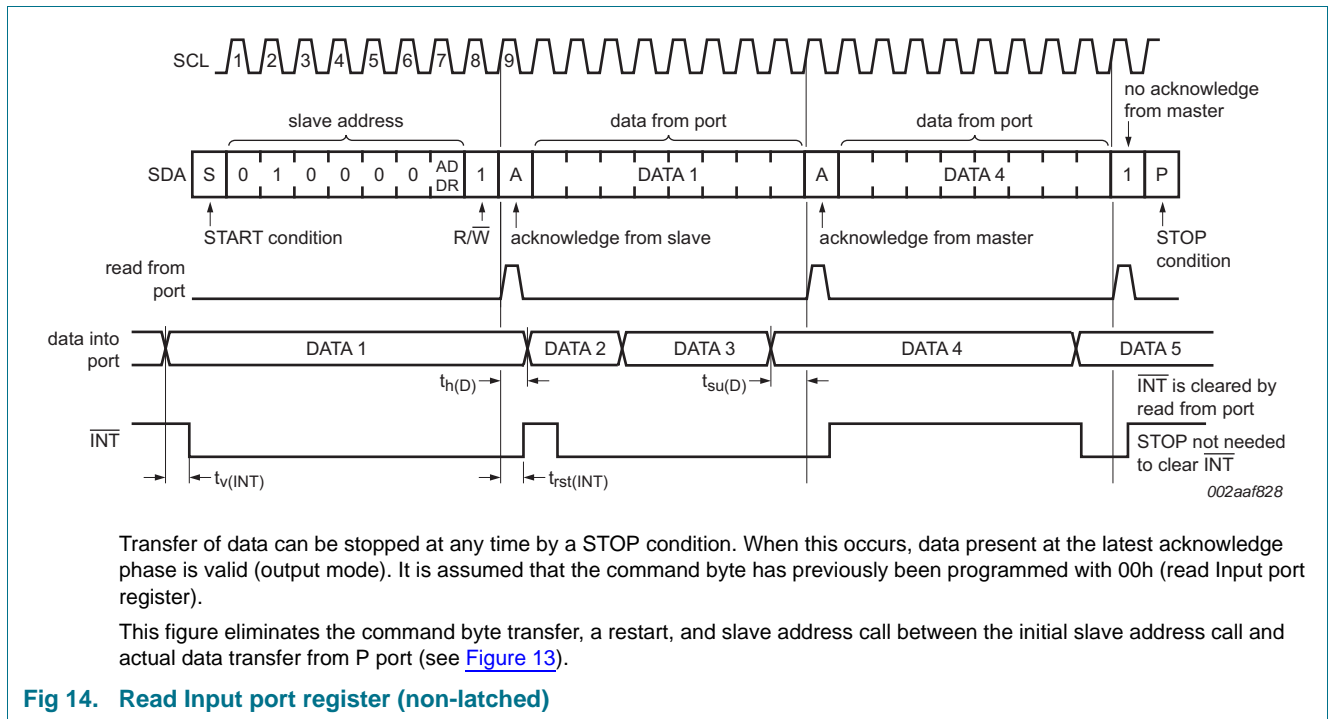 SCL 1 2 3 4 5 6 7 8 9
no acknowledge
from master
slave address
data from port
data from port
SDA S 0 1 0 0 0 0 AD DR 1 A DATA 1 A DATA 4 1 P
START condition
R/W̅
acknowledge from slave
acknowledge from master
STOP
condition
read from
port
data into
port
DATA 1 DATA 2 DATA 3 DATA 4 DATA 5
th(D)
tsu(D)
I̅N̅T̅ is cleared by
read from port
I̅N̅T̅
STOP not needed
to clear I̅N̅T̅
tv(INT)
trst(INT)
002aaf828
Transfer of data can be stopped at any time by a STOP condition. When this occurs, data present at the latest acknowledge
phase is valid (output mode). It is assumed that the command byte has previously been programmed with 00h (read Input port
register).
This figure eliminates the command byte transfer, a restart, and slave address call between the initial slave address call and
actual data transfer from P port (see Figure 13).
Fig 14. Read Input port register (non-latched)